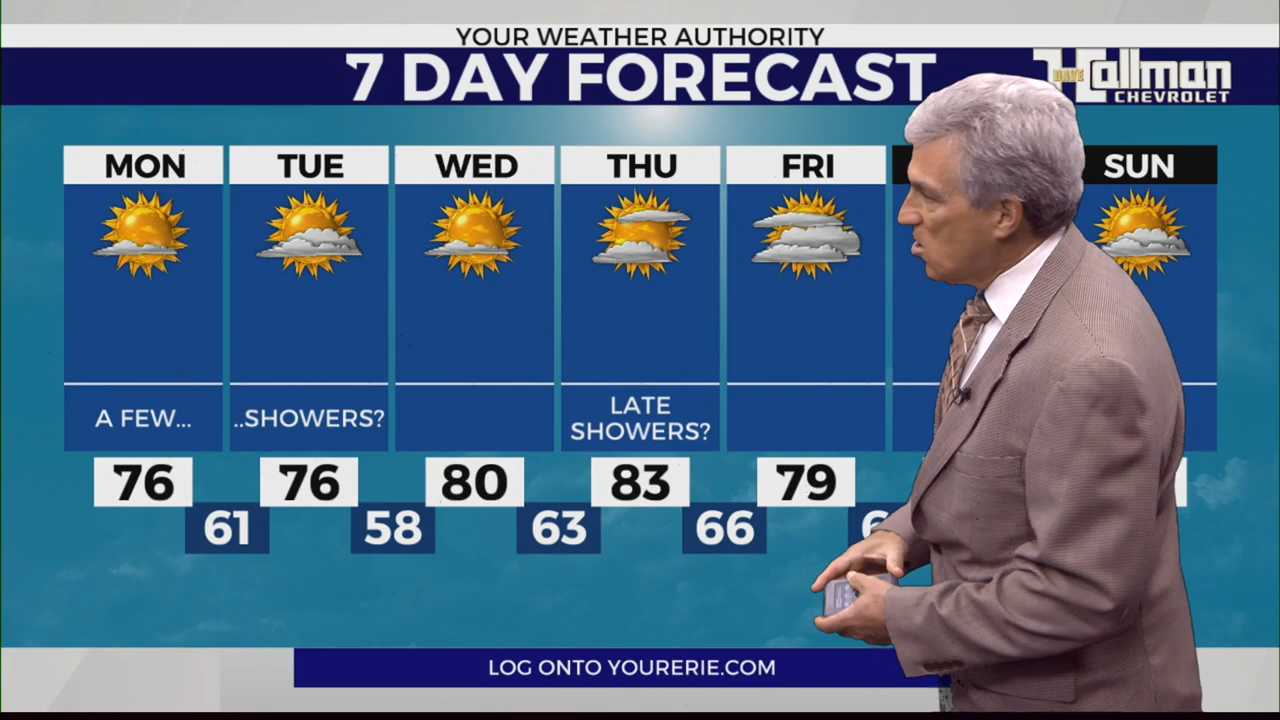 YOUR WEATHER AUTHORITY
7 DAY FORECAST
DAVE Hallman
CHEVROLET
MON TUE WED THU FRI SUN
A FEW... ..SHOWERS? LATE SHOWERS?
76 76 80 83 79
61 58 63 66
LOG ONTO YOURERIE.COM